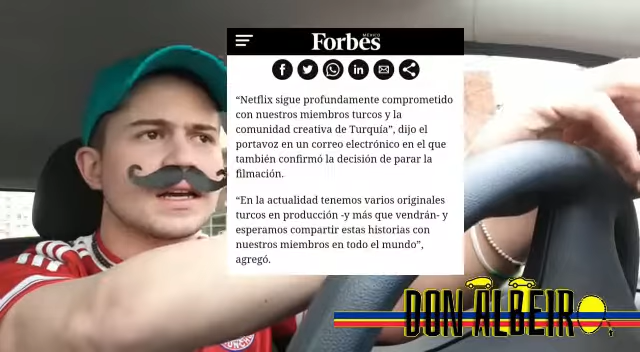 Forbes
MÉXICO
“Netflix sigue profundamente comprometido
con nuestros miembros turcos y la
comunidad creativa de Turquía”, dijo el
portavoz en un correo electrónico en el que
también confirmó la decisión de parar la
filmación.
“En la actualidad tenemos varios originales
turcos en producción -y más que vendrán- y
esperamos compartir estas historias con
nuestros miembros en todo el mundo”,
agregó.
DON ALBEIRO